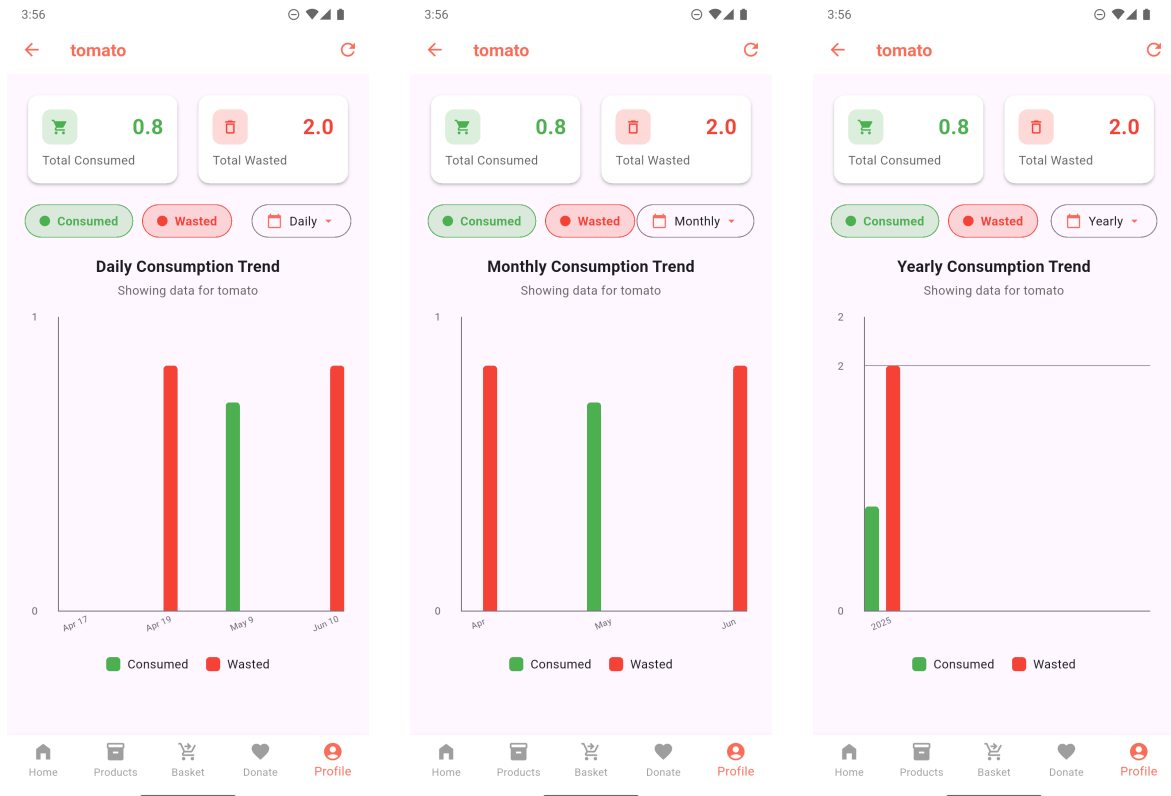 3:56
tomato
0.8
2.0
Total Consumed
Total Wasted
Consumed
Wasted
Daily
Daily Consumption Trend
Showing data for tomato
1
0
Apr 17
Apr 19
May 9
Jun 10
Consumed
Wasted
Home
Products
Basket
Donate
Profile
3:56
tomato
0.8
2.0
Total Consumed
Total Wasted
Consumed
Wasted
Monthly
Monthly Consumption Trend
Showing data for tomato
1
0
Apr
May
Jun
Consumed
Wasted
Home
Products
Basket
Donate
Profile
3:56
tomato
0.8
2.0
Total Consumed
Total Wasted
Consumed
Wasted
Yearly
Yearly Consumption Trend
Showing data for tomato
2
2
0
2025
Consumed
Wasted
Home
Products
Basket
Donate
Profile